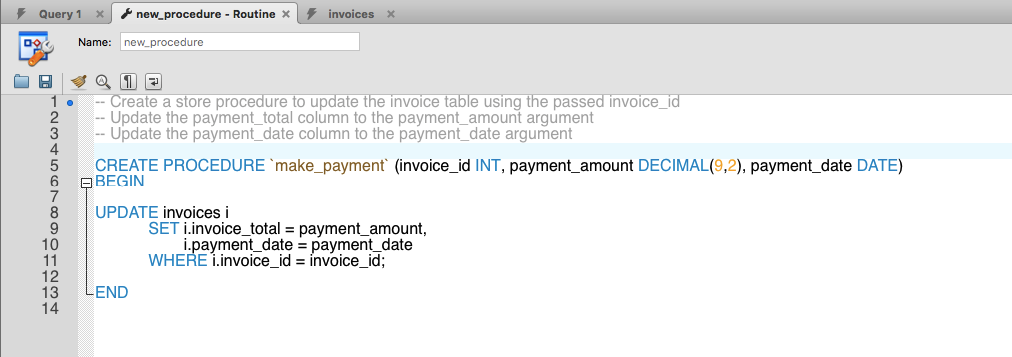 Query 1 new_procedure - Routine invoices
Name: new_procedure
1 -- Create a store procedure to update the invoice table using the passed invoice_id
2 -- Update the payment_total column to the payment_amount argument
3 -- Update the payment_date column to the payment_date argument
4
5 CREATE PROCEDURE `make_payment` (invoice_id INT, payment_amount DECIMAL(9,2), payment_date DATE)
6 BEGIN
7
8 UPDATE invoices i
9 SET i.invoice_total = payment_amount,
10 i.payment_date = payment_date
11 WHERE i.invoice_id = invoice_id;
12
13 END
14